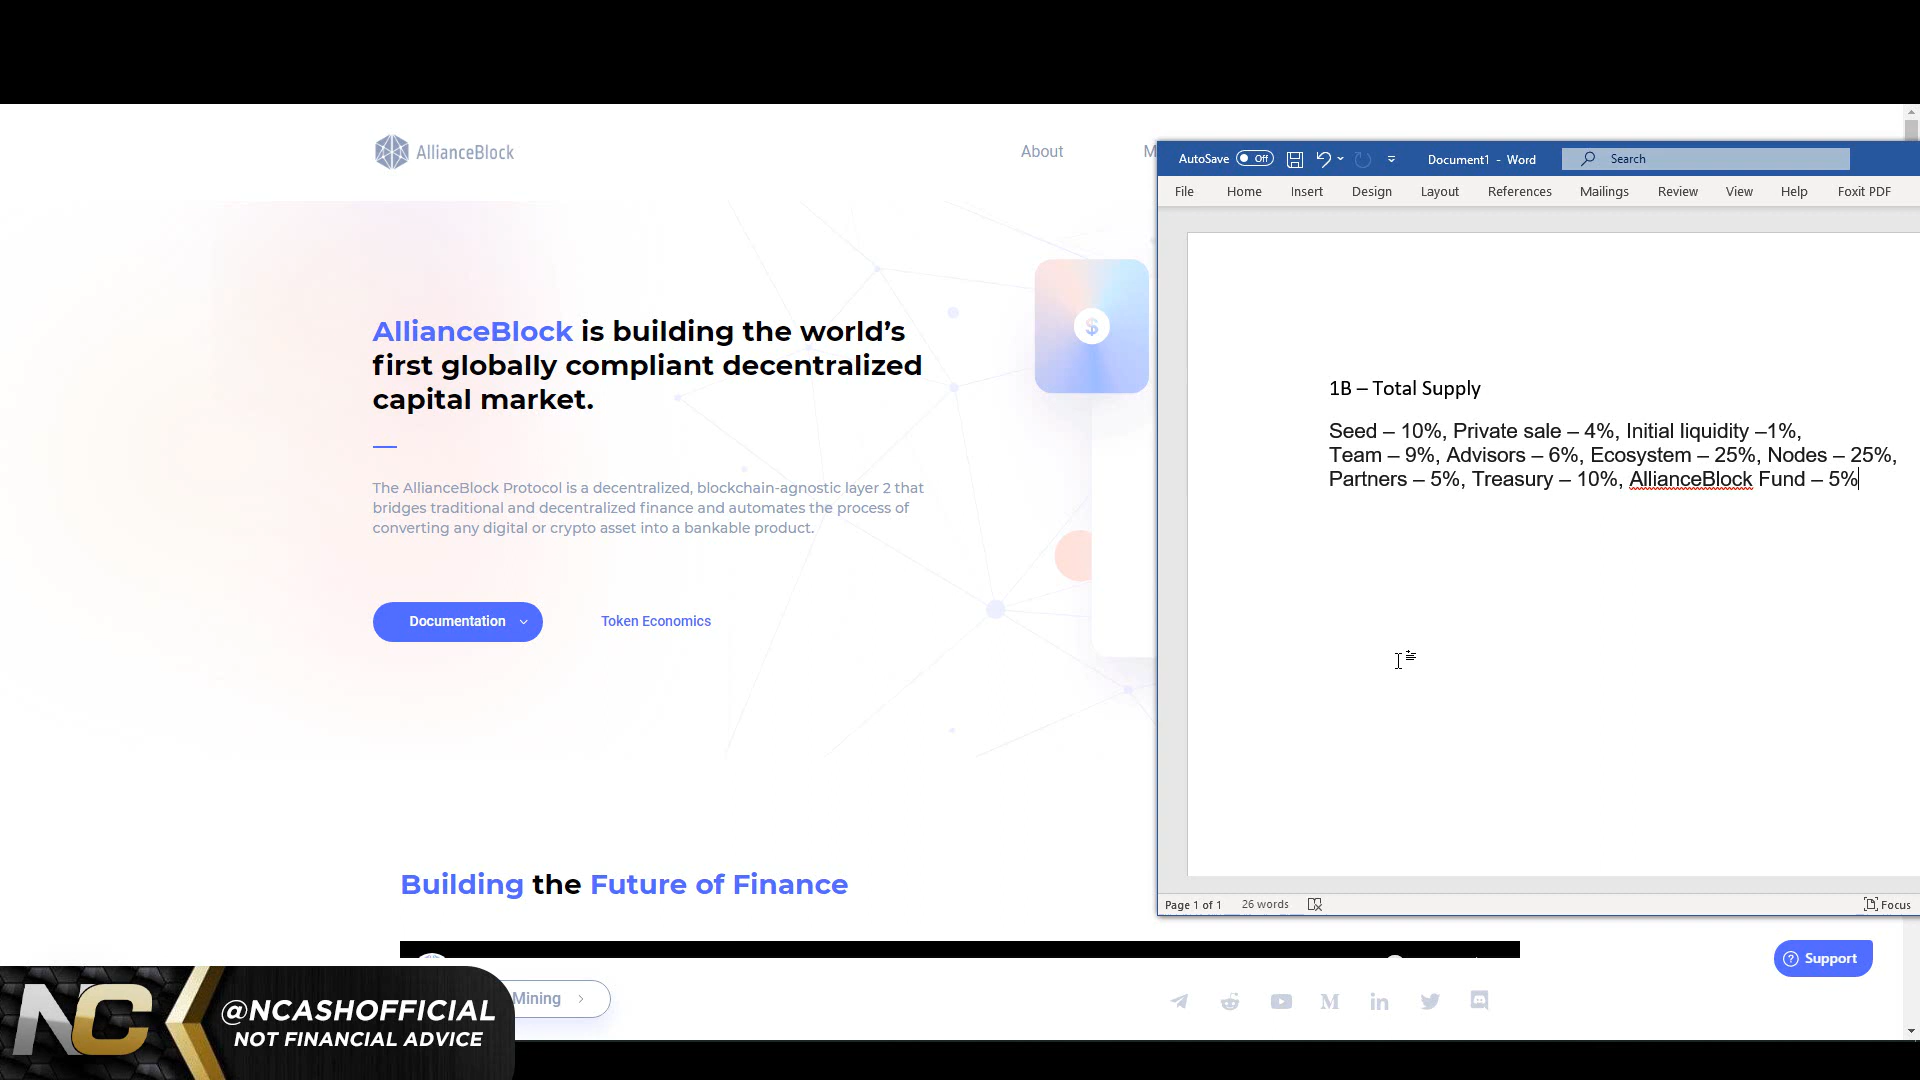 AllianceBlock
About
M
AllianceBlock is building the world’s
first globally compliant decentralized
capital market.
The AllianceBlock Protocol is a decentralized, blockchain-agnostic layer 2 that
bridges traditional and decentralized finance and automates the process of
converting any digital or crypto asset into a bankable product.
Documentation
Token Economics
$
Building the Future of Finance
Mining
Support
AutoSave Off
Document1 - Word
Search
File Home Insert Design Layout References Mailings Review View Help Foxit PDF
1B – Total Supply
Seed – 10%, Private sale – 4%, Initial liquidity –1%,
Team – 9%, Advisors – 6%, Ecosystem – 25%, Nodes – 25%,
Partners – 5%, Treasury – 10%, AllianceBlock Fund – 5%
Page 1 of 1 26 words
Focus
NC
@NCASHOFFICIAL
NOT FINANCIAL ADVICE